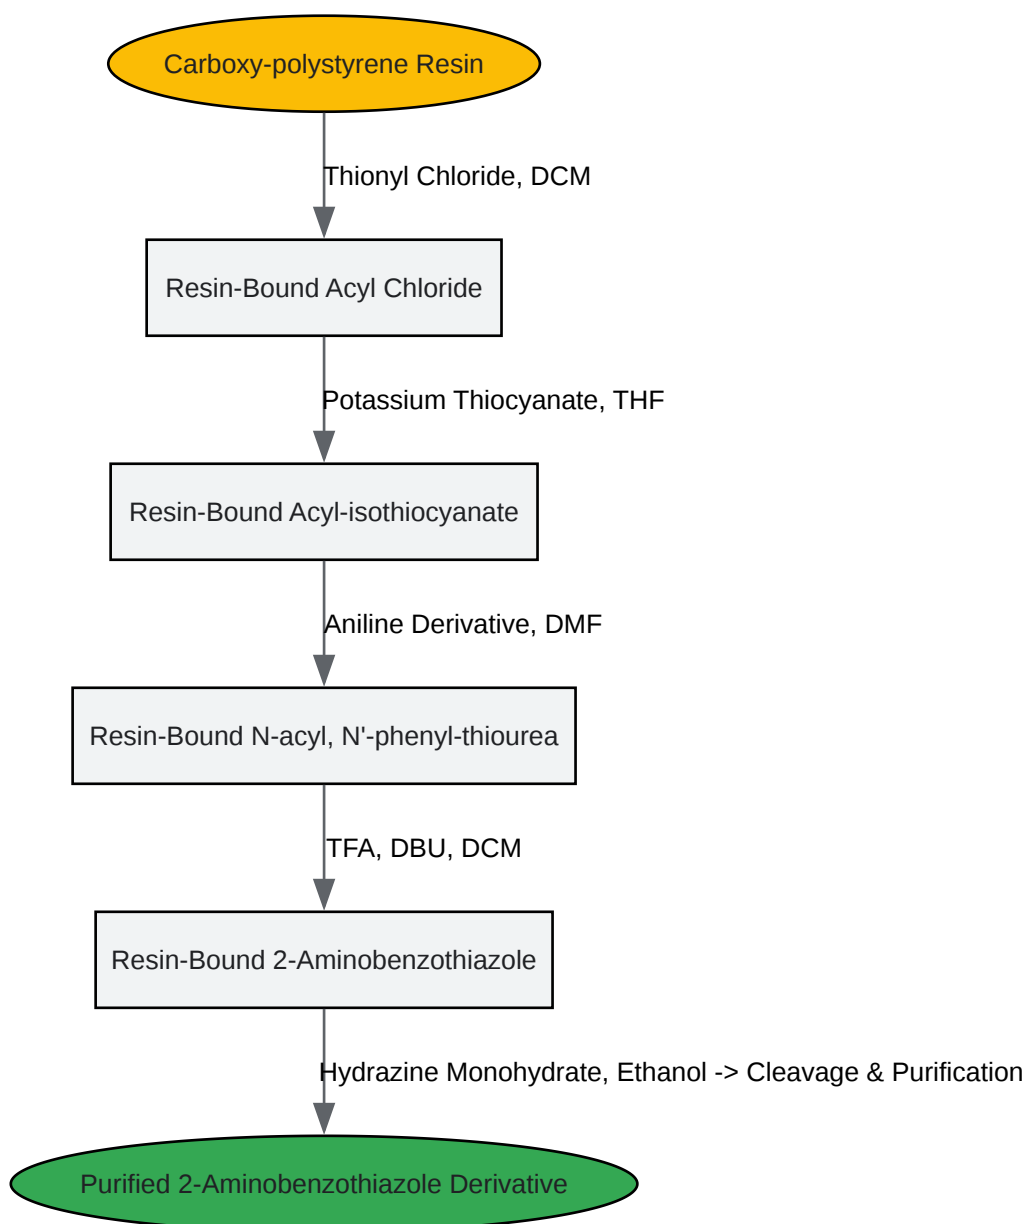 Carboxy-polystyrene Resin
Thionyl Chloride, DCM
Resin-Bound Acyl Chloride
Potassium Thiocyanate, THF
Resin-Bound Acyl-isothiocyanate
Aniline Derivative, DMF
Resin-Bound N-acyl, N'-phenyl-thiourea
TFA, DBU, DCM
Resin-Bound 2-Aminobenzothiazole
Hydrazine Monohydrate, Ethanol -> Cleavage & Purification
Purified 2-Aminobenzothiazole Derivative